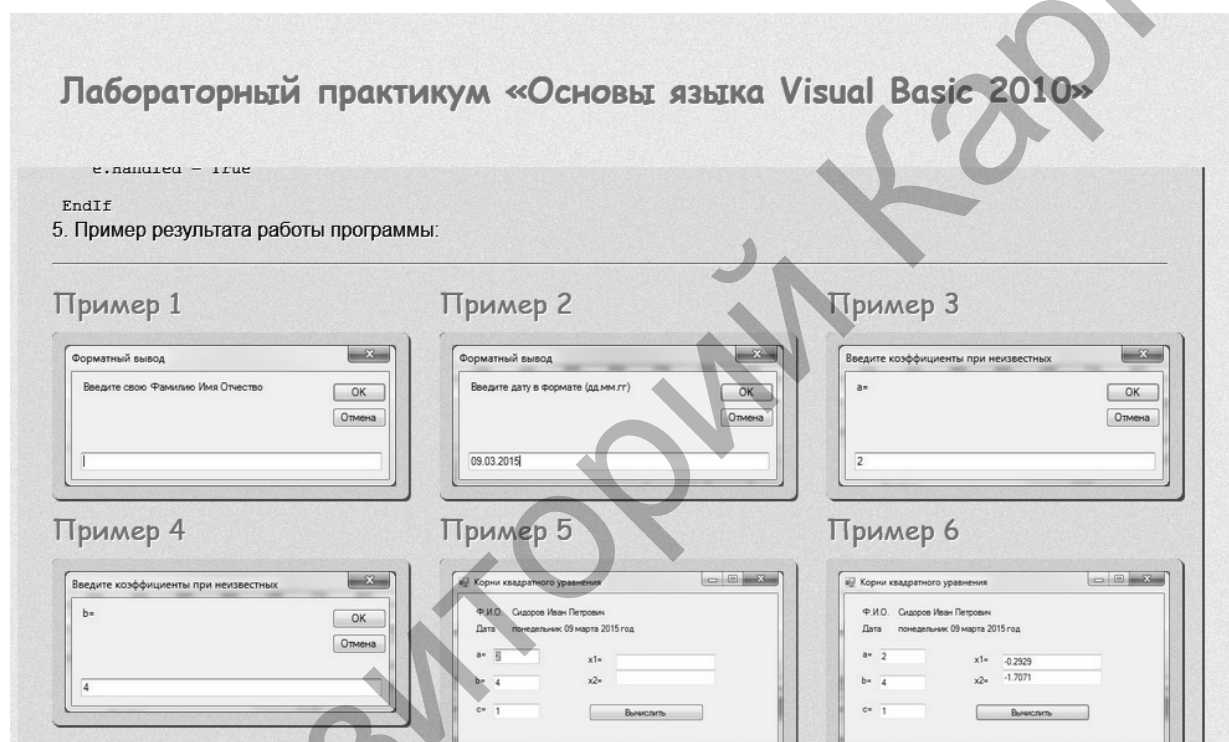 Лабораторный практикум «Основы языка Visual Basic 2010»
e.Handled = True
EndIf
5. Пример результата работы программы:
Пример 1
Пример 2
Пример 3
Форматный вывод
Введите свою Фамилию Имя Отчество
OK
Отмена
Форматный вывод
Введите дату в формате (дд.мм.гг)
OK
Отмена
09.03.2015
Введите коэффициенты при неизвестных
a=
OK
Отмена
2
Пример 4
Пример 5
Пример 6
Введите коэффициенты при неизвестных
b=
OK
Отмена
4
Корни квадратного уравнения
Ф.И.О. Сидоров Иван Петрович
Дата понедельник 09 марта 2015 год
a= 2
x1=
b= 4
x2=
c= 1
Вычислить
Корни квадратного уравнения
Ф.И.О. Сидоров Иван Петрович
Дата понедельник 09 марта 2015 год
a= 2
x1= -0.2929
b= 4
x2= -1.7071
c= 1
Вычислить